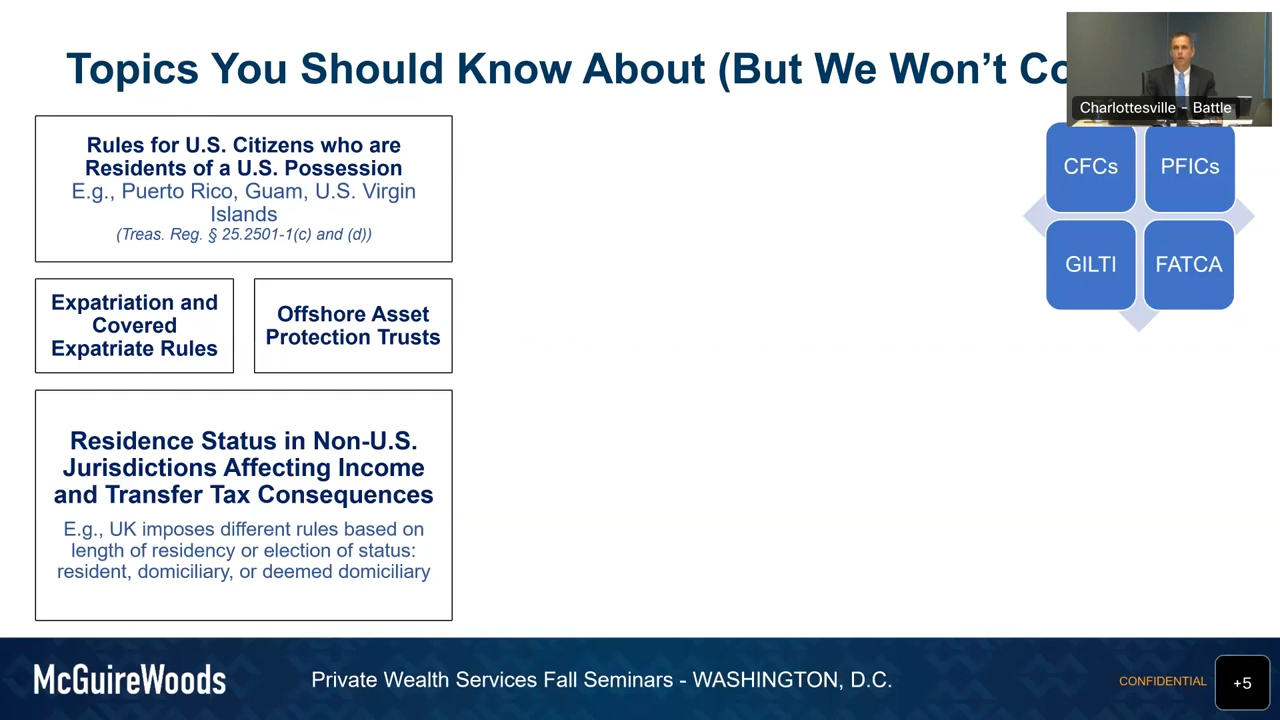 Topics You Should Know About (But We Won't Co
Charlottesville - Battle
Rules for U.S. Citizens who are
Residents of a U.S. Possession
E.g., Puerto Rico, Guam, U.S. Virgin
Islands
(Treas. Reg. § 25.2501-1(c) and (d))
Expatriation and
Covered
Expatriate Rules
Offshore Asset
Protection Trusts
Residence Status in Non-U.S.
Jurisdictions Affecting Income
and Transfer Tax Consequences
E.g., UK imposes different rules based on
length of residency or election of status:
resident, domiciliary, or deemed domiciliary
CFCs
PFICs
GILTI
FATCA
McGuireWoods
Private Wealth Services Fall Seminars - WASHINGTON, D.C.
CONFIDENTIAL
+5